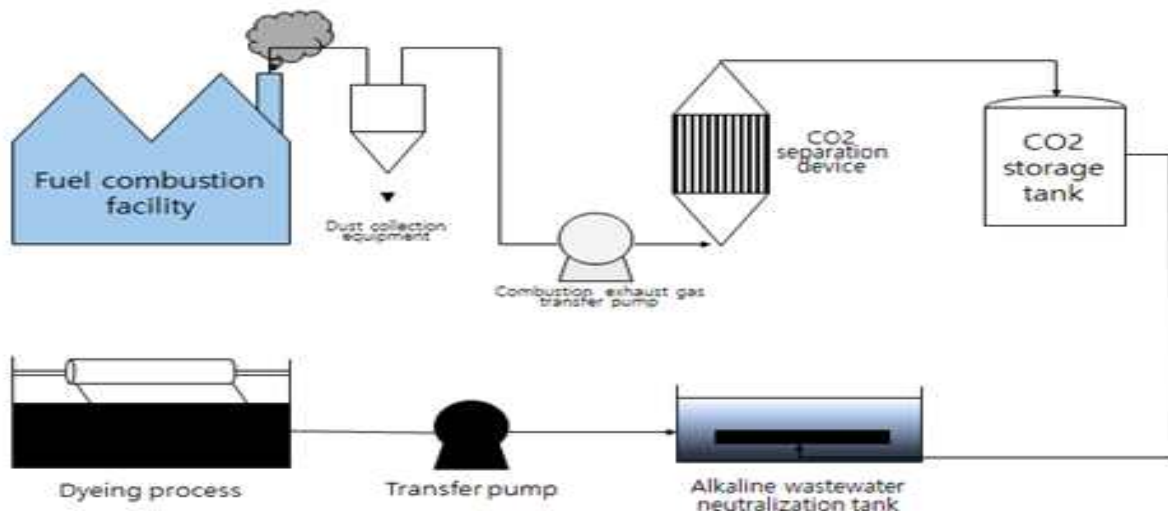 Fuel combustion
facility
Dust collection
equipment
Combustion exhaust gas
transfer pump
CO2
separation
device
CO2
storage
tank
Dyeing process
Transfer pump
Alkaline wastewater
neutralization tank